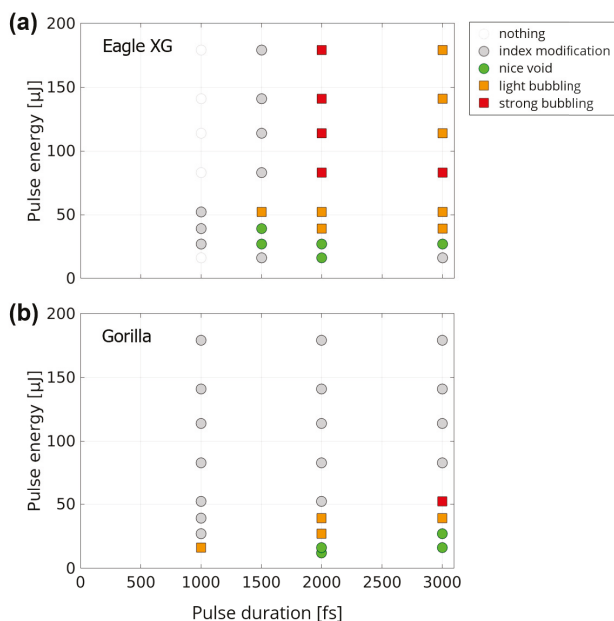 (a)
Eagle XG
Pulse energy [µJ]
200
150
100
50
0
nothing
index modification
nice void
light bubbling
strong bubbling
(b)
Gorilla
Pulse energy [µJ]
200
150
100
50
0
0 500 1000 1500 2000 2500 3000
Pulse duration [fs]